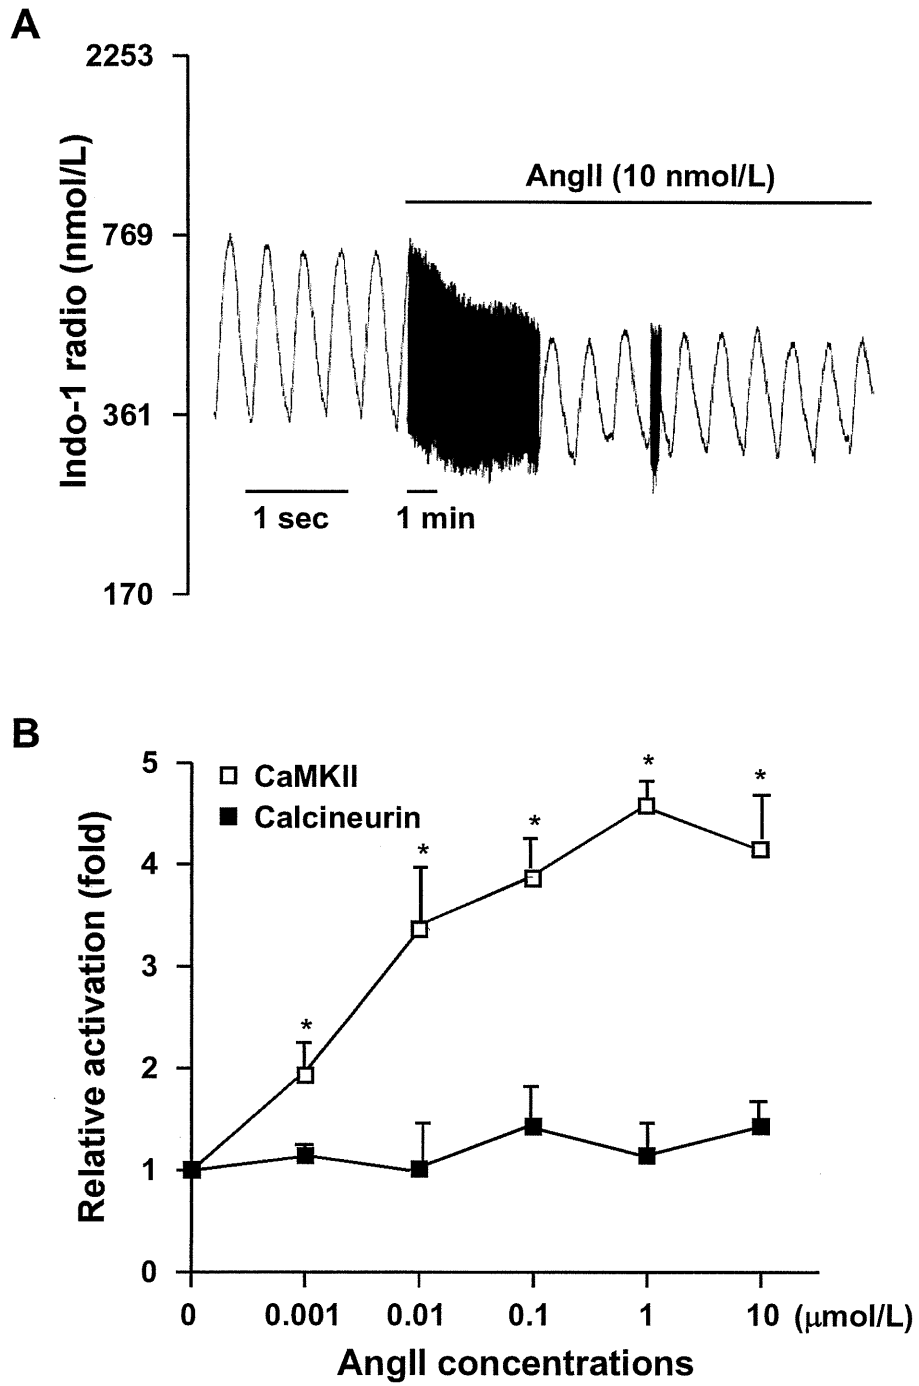 A
2253
AngII (10 nmol/L)
769
Indo-1 radio (nmol/L)
361
1 sec
1 min
170
B
5
CaMKII
Calcineurin
*
*
*
*
*
4
3
2
1
0
Relative activation (fold)
0
0.001
0.01
0.1
1
10
(μmol/L)
AngII concentrations